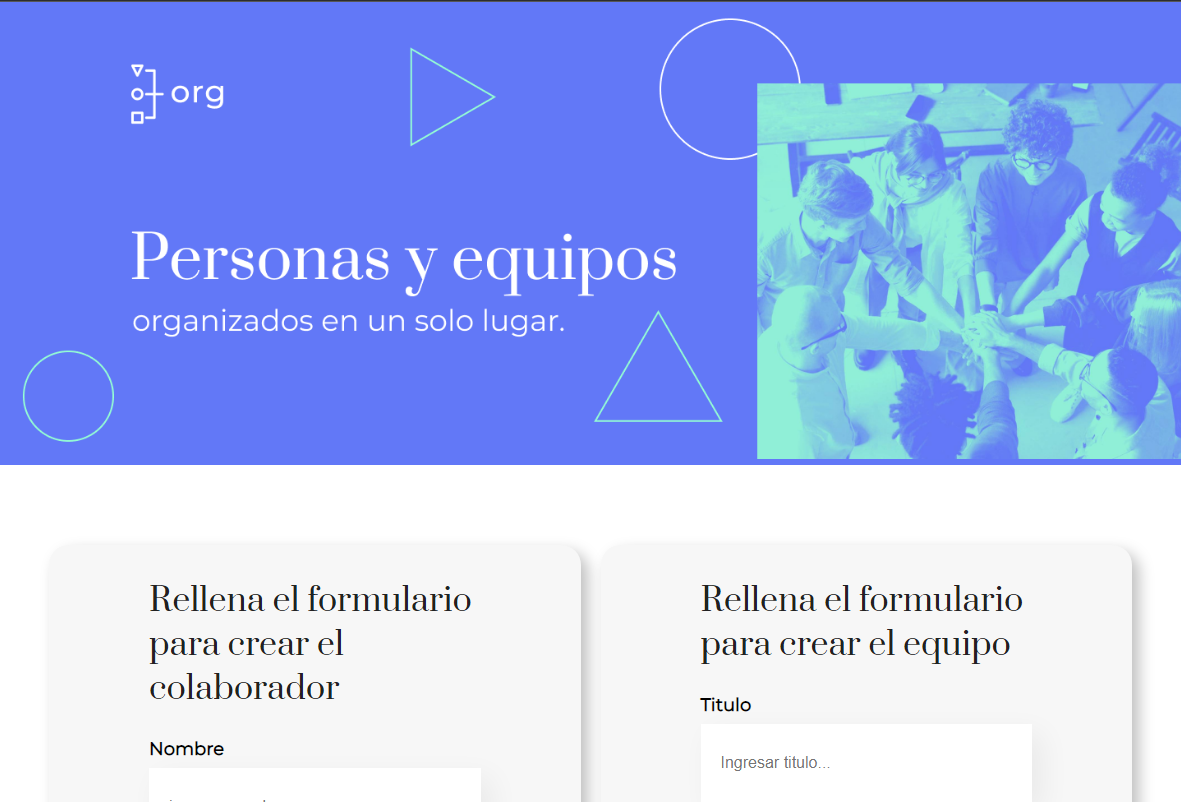 org
Personas y equipos
organizados en un solo lugar.
Rellena el formulario
para crear el
colaborador
Nombre
Rellena el formulario
para crear el equipo
Titulo
Ingresar titulo...